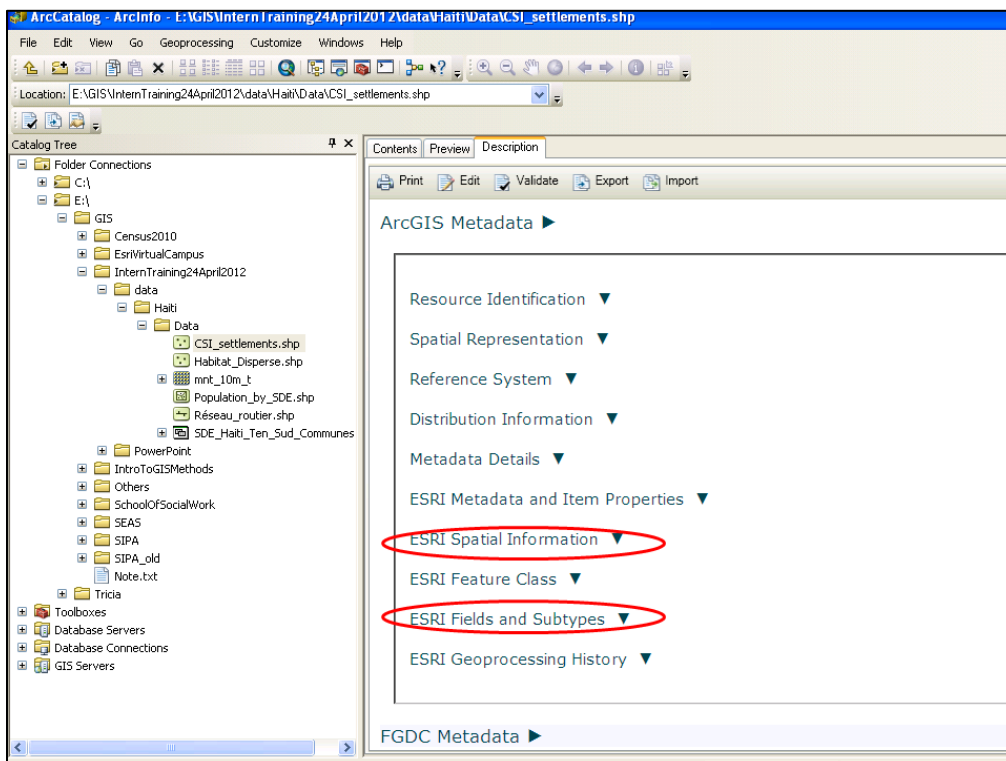 ArcCatalog - ArcInfo - E:\GIS\InternTraining24April2012\data\Haiti\Data\CSI_settlements.shp
File Edit View Go Geoprocessing Customize Windows Help
Location: E:\GIS\InternTraining24April2012\data\Haiti\Data\CSI_settlements.shp
Catalog Tree
Folder Connections
C:\
E:\
GIS
Census2010
EsriVirtualCampus
InternTraining24April2012
data
Haiti
Data
CSI_settlements.shp
Habitat_Disperse.shp
mnt_10m_t
Population_by_SDE.shp
Réseau_routier.shp
SDE_Haiti_Ten_Sud_Communes
PowerPoint
IntroToGISMethods
Others
SchoolOfSocialWork
SEAS
SIPA
SIPA_old
Note.txt
Tricia
Toolboxes
Database Servers
Database Connections
GIS Servers
Contents Preview Description
Print Edit Validate Export Import
ArcGIS Metadata ▶
Resource Identification ▼
Spatial Representation ▼
Reference System ▼
Distribution Information ▼
Metadata Details ▼
ESRI Metadata and Item Properties ▼
ESRI Spatial Information ▼
ESRI Feature Class ▼
ESRI Fields and Subtypes ▼
ESRI Geoprocessing History ▼
FGDC Metadata ▶